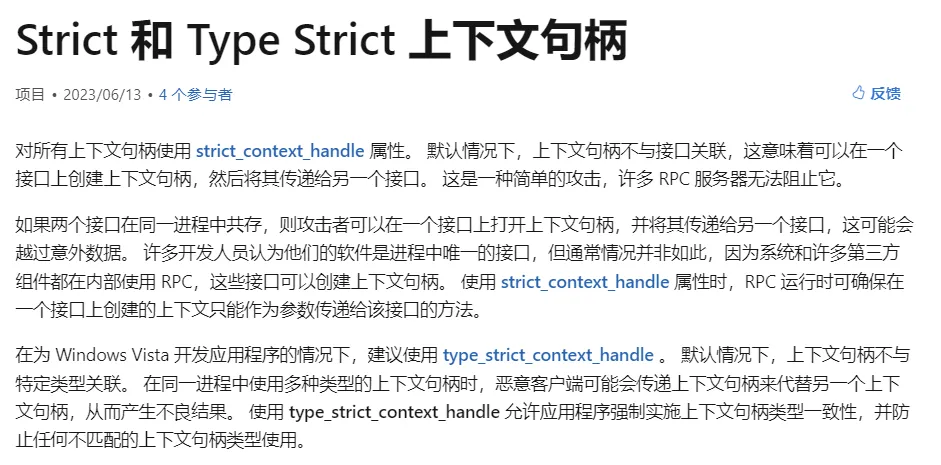 Strict 和 Type Strict 上下文句柄
项目 • 2023/06/13 • 4 个参与者
反馈
对所有上下文句柄使用 strict_context_handle 属性。 默认情况下，上下文句柄不与接口关联，这意味着可以在一个
接口上创建上下文句柄，然后将其传递给另一个接口。 这是一种简单的攻击，许多 RPC 服务器无法阻止它。
如果两个接口在同一进程中共存，则攻击者可以在一个接口上打开上下文句柄，并将其传递给另一个接口，这可能会
越过意外数据。 许多开发人员认为他们的软件是进程中唯一的接口，但通常情况并非如此，因为系统和许多第三方
组件都在内部使用 RPC，这些接口可以创建上下文句柄。 使用 strict_context_handle 属性时，RPC 运行时可确保在
一个接口上创建的上下文只能作为参数传递给该接口的方法。
在为 Windows Vista 开发应用程序的情况下，建议使用 type_strict_context_handle 。 默认情况下，上下文句柄不与
特定类型关联。 在同一进程中使用多种类型的上下文句柄时，恶意客户端可能会传递上下文句柄来代替另一个上下
文句柄，从而产生不良结果。 使用 type_strict_context_handle 允许应用程序强制实施上下文句柄类型一致性，并防
止任何不匹配的上下文句柄类型使用。